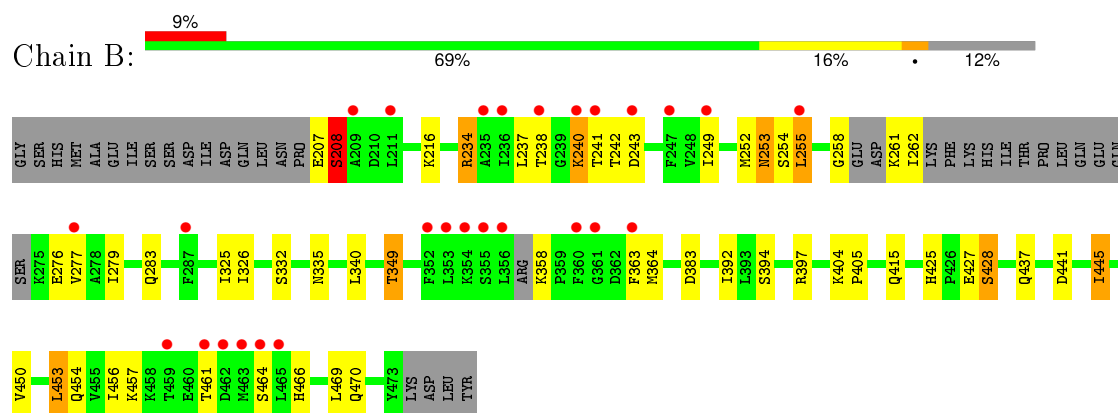 9%
Chain B:
69% 16% • 12%
GLY SER HIS MET ALA GLU ILE SER SER ASP ILE ASP GLN LEU ASN PRO E207 S208 A209 D210 L211 K216 R234 A235 I236 L237 T238 G239 K240 T241 T242 D243 F247 V248 I249 M252 N253 S254 L255 G258 GLU ASP K261 I262 LYS PHE LYS HIS ILE THR PRO LEU GLN GLU GLN
SER K275 E276 V277 A278 I279 Q283 F287 I325 I326 S332 N335 L340 T349 F352 L353 K354 S355 L356 ARG K358 P359 F360 G361 D362 F363 M364 D383 I392 L393 S394 R397 K404 P405 Q415 H425 P426 E427 S428 Q437 D441 I445
V450 L453 Q454 V455 I456 K457 K458 T459 E460 T461 D462 M463 S464 L465 H466 L469 Q470 Y473 LYS ASP LEU TYR